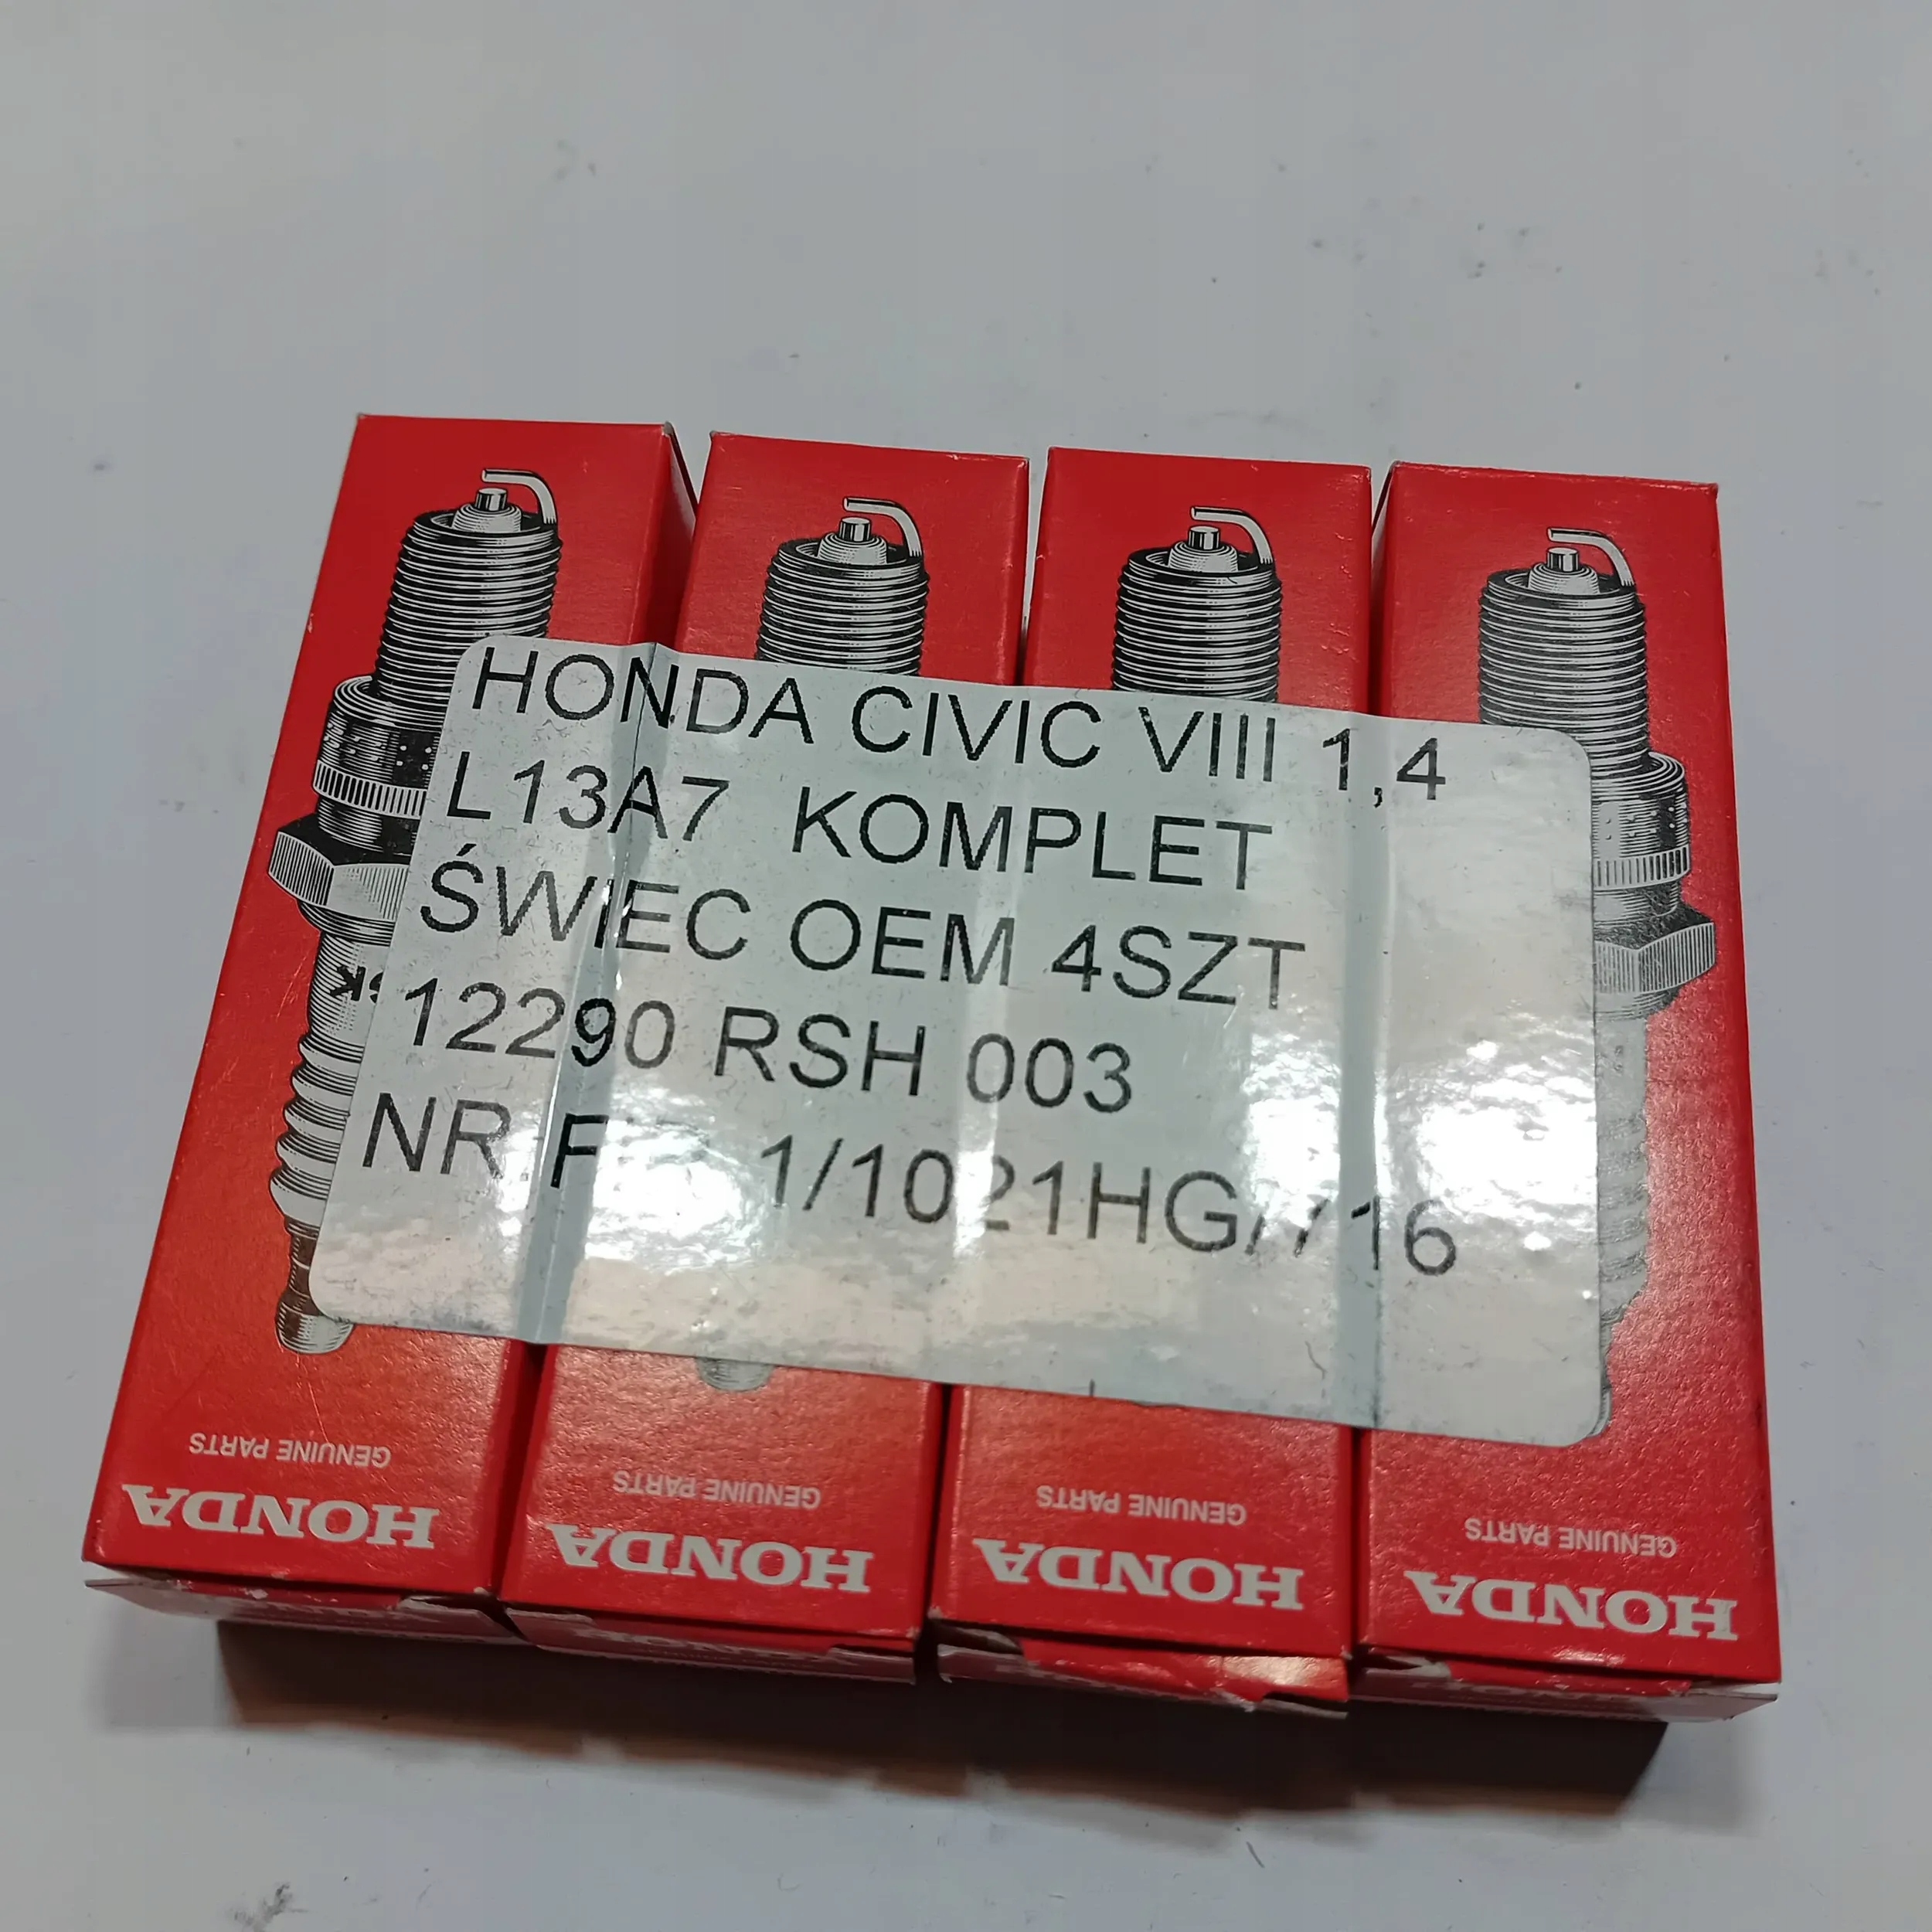 HONDA CIVIC VIII 1,4
L13A7 KOMPLET
ŚWIEC OEM 4SZT
12290 RSH 003
NR
GENUINE PARTS
HONDA
GENUINE PARTS
HONDA
GENUINE PARTS
HONDA
GENUINE PARTS
HONDA